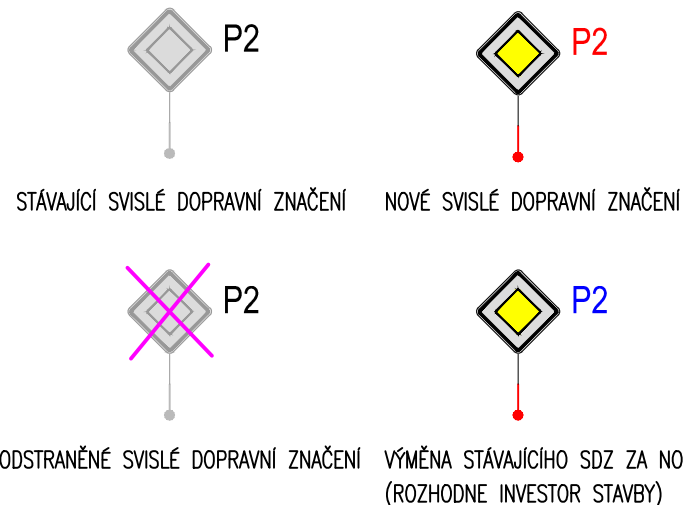 P2
P2
STÁVAJÍCÍ SVISLÉ DOPRAVNÍ ZNAČENÍ
NOVÉ SVISLÉ DOPRAVNÍ ZNAČENÍ
P2
P2
ODSTRANĚNÉ SVISLÉ DOPRAVNÍ ZNAČENÍ
VÝMĚNA STÁVAJÍCÍHO SDZ ZA NO
(ROZHODNE INVESTOR STAVBY)